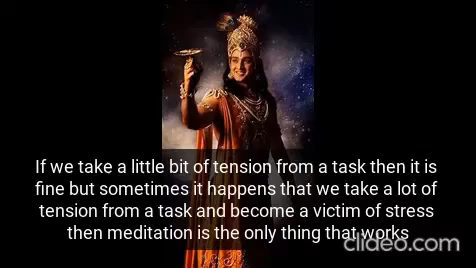 If we take a little bit of tension from a task then it is
fine but sometimes it happens that we take a lot of
tension from a task and become a victim of stress
then meditation is the only thing that works
clideo.com